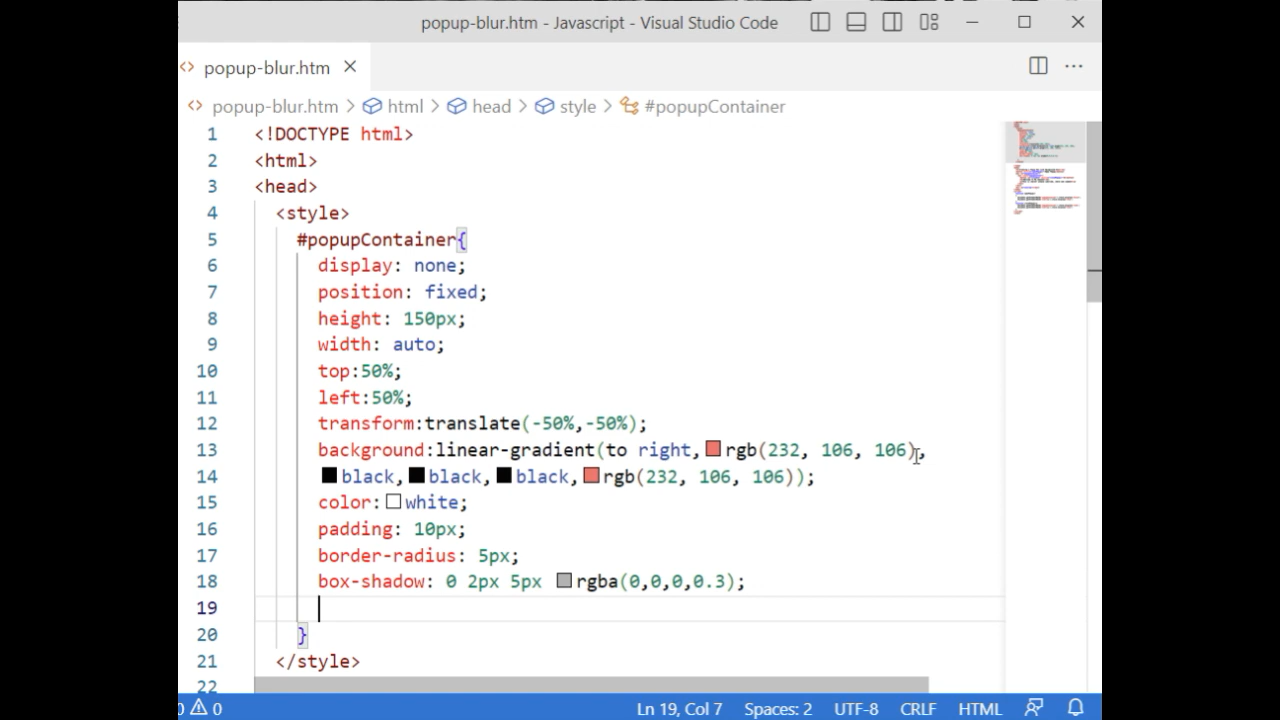 popup-blur.htm - Javascript - Visual Studio Code
popup-blur.htm
popup-blur.htm > html > head > style > #popupContainer
1 <!DOCTYPE html>
2 <html>
3 <head>
4 <style>
5 #popupContainer{
6 display: none;
7 position: fixed;
8 height: 150px;
9 width: auto;
10 top:50%;
11 left:50%;
12 transform:translate(-50%,-50%);
13 background:linear-gradient(to right, rgb(232, 106, 106),
14 black, black, black, rgb(232, 106, 106));
15 color: white;
16 padding: 10px;
17 border-radius: 5px;
18 box-shadow: 0 2px 5px rgba(0,0,0,0.3);
19
20 }
21 </style>
22
0 0 Ln 19, Col 7 Spaces: 2 UTF-8 CRLF HTML